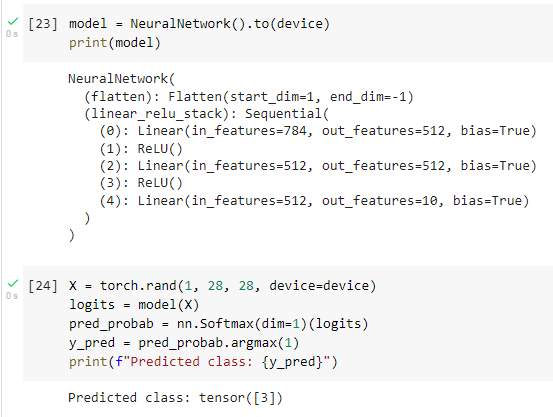 [23] model = NeuralNetwork().to(device)
0s
print(model)
NeuralNetwork(
  (flatten): Flatten(start_dim=1, end_dim=-1)
  (linear_relu_stack): Sequential(
    (0): Linear(in_features=784, out_features=512, bias=True)
    (1): ReLU()
    (2): Linear(in_features=512, out_features=512, bias=True)
    (3): ReLU()
    (4): Linear(in_features=512, out_features=10, bias=True)
  )
)
[24] X = torch.rand(1, 28, 28, device=device)
0s
logits = model(X)
pred_probab = nn.Softmax(dim=1)(logits)
y_pred = pred_probab.argmax(1)
print(f"Predicted class: {y_pred}")
Predicted class: tensor([3])